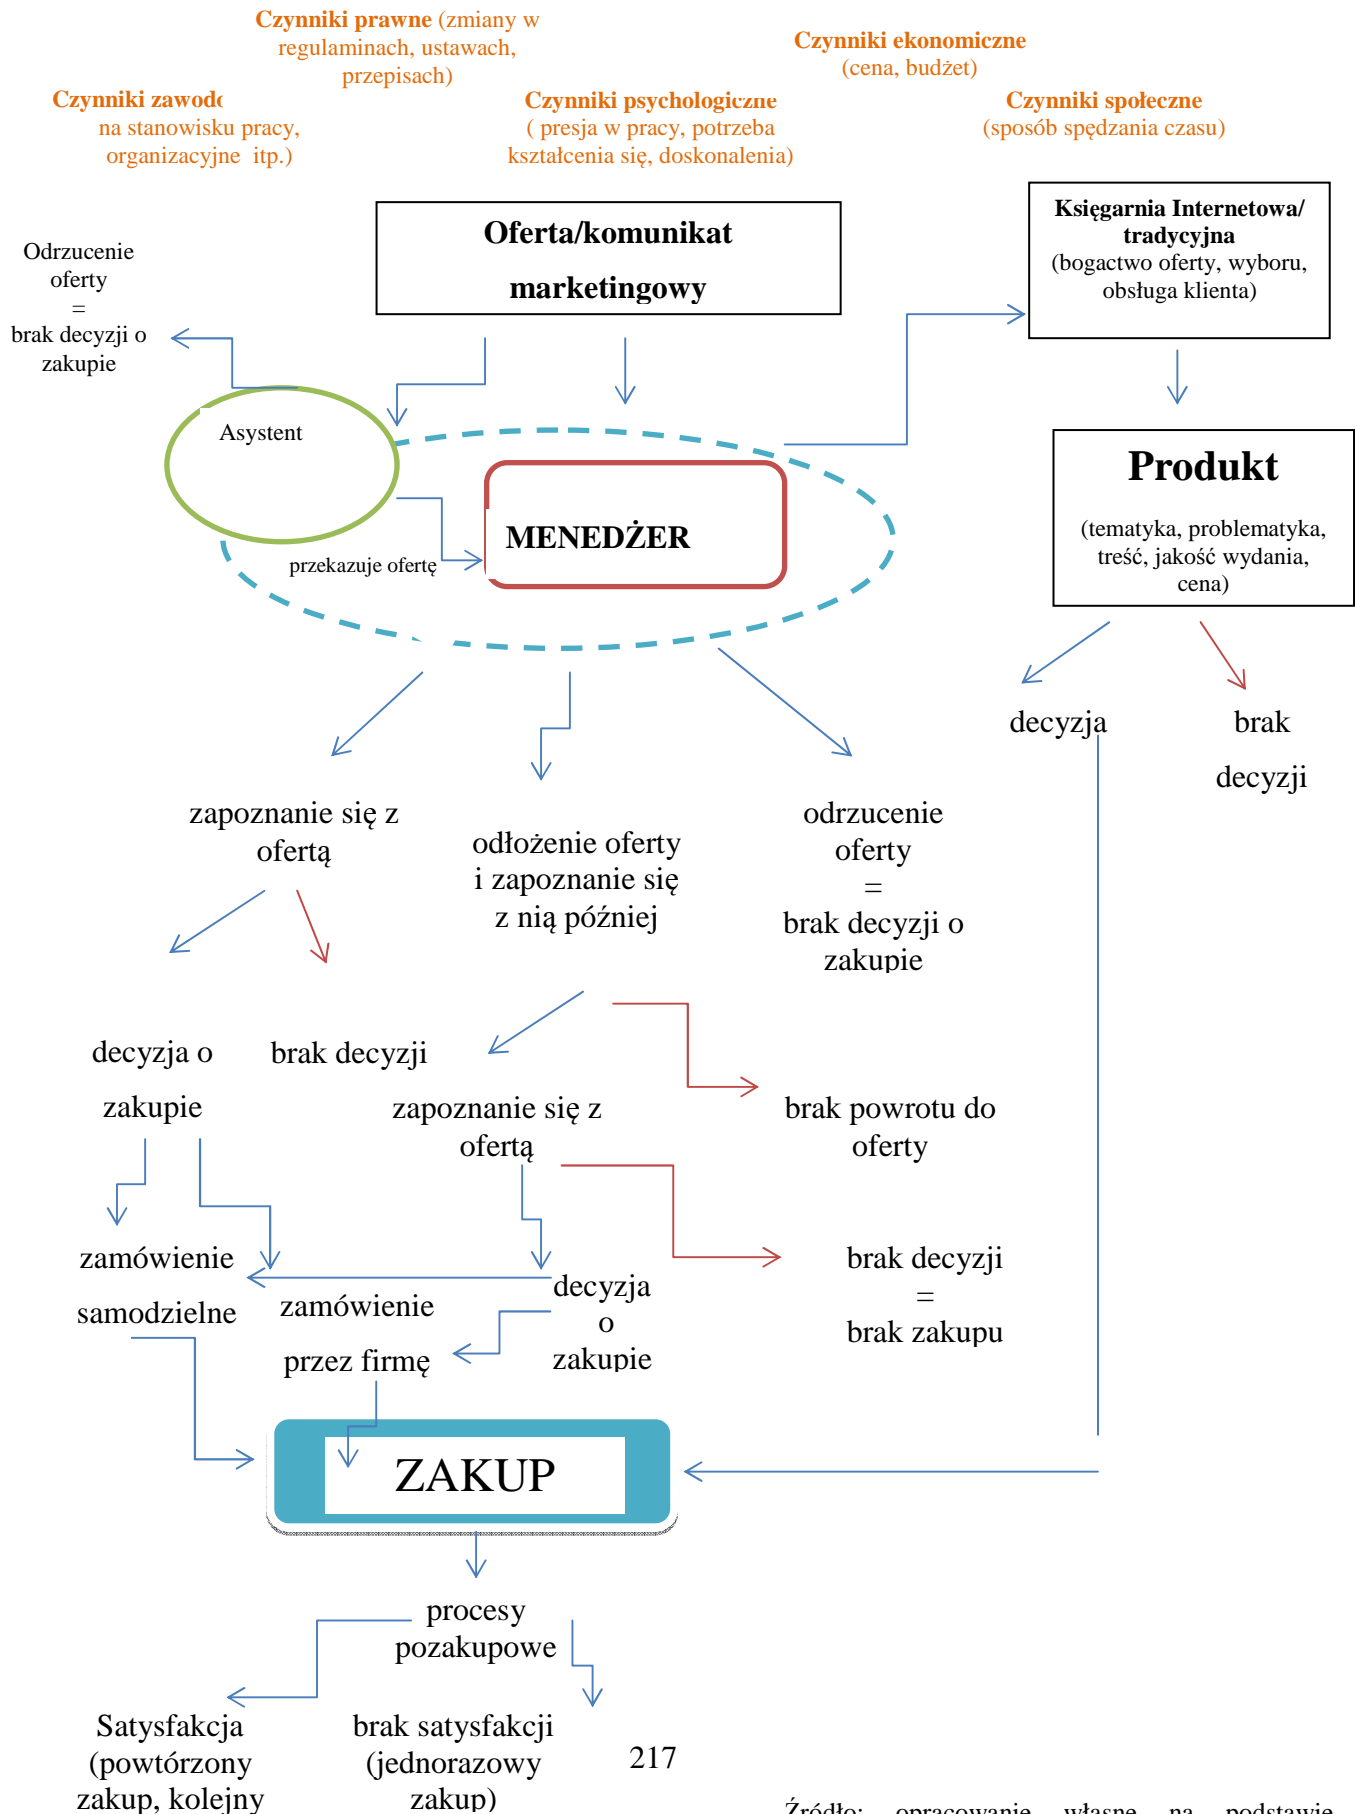 Czynniki prawne (zmiany w
regulaminach, ustawach,
przepisach)
Czynniki ekonomiczne
(cena, budżet)
Czynniki
na stanowisku pracy,
organizacyjne itp.)
Czynniki psychologiczne
( presja w pracy, potrzeba
kształcenia się, doskonalenia)
Czynniki społeczne
(sposób spędzania czasu)
Oferta/komunikat
marketingowy
Księgarnia Internetowa/
tradycyjna
(bogactwo oferty, wyboru,
obsługa klienta)
Odrzucenie
oferty
=
brak decyzji o
zakupie
Asystent
przekazuje ofertę
MENEDŻER
Produkt
(tematyka, problematyka,
treść, jakość wydania,
cena)
decyzja
brak
decyzji
zapoznanie się z
ofertą
odłożenie oferty
i zapoznanie się
z nią później
odrzucenie
oferty
=
brak decyzji o
zakupie
decyzja o
zakupie
brak decyzji
zapoznanie się z
ofertą
brak powrotu do
oferty
zamówienie
samodzielne
zamówienie
przez firmę
decyzja
o
zakupie
brak decyzji
=
brak zakupu
ZAKUP
procesy
pozakupowe
Satysfakcja
(powtórzony
zakup, kolejny
brak satysfakcji
(jednorazowy
zakup)
217
Źródło: opracowanie własne na podstawie